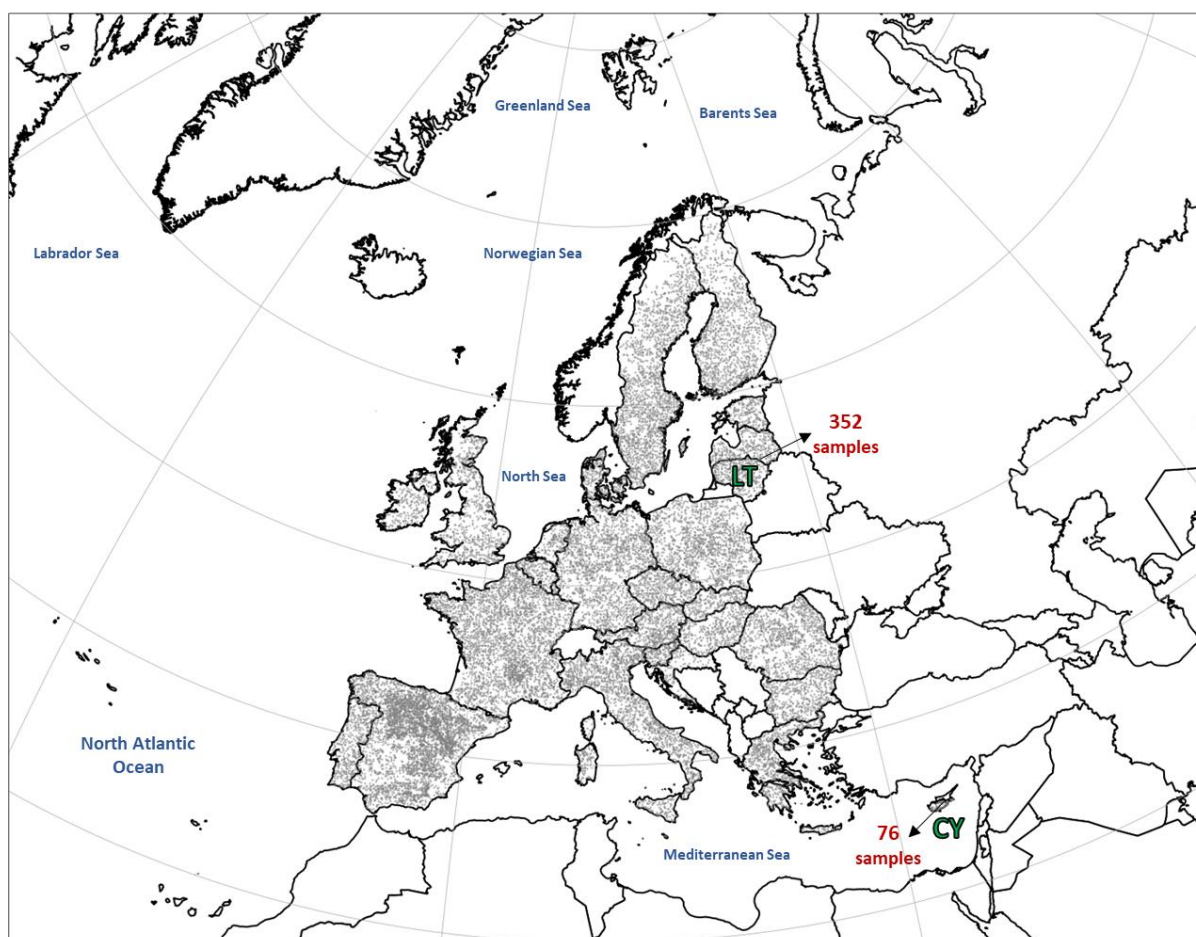 Greenland Sea
Barents Sea
Labrador Sea
Norwegian Sea
352
samples
North Sea
LT
North Atlantic
Ocean
76
samples
CY
Mediterranean Sea